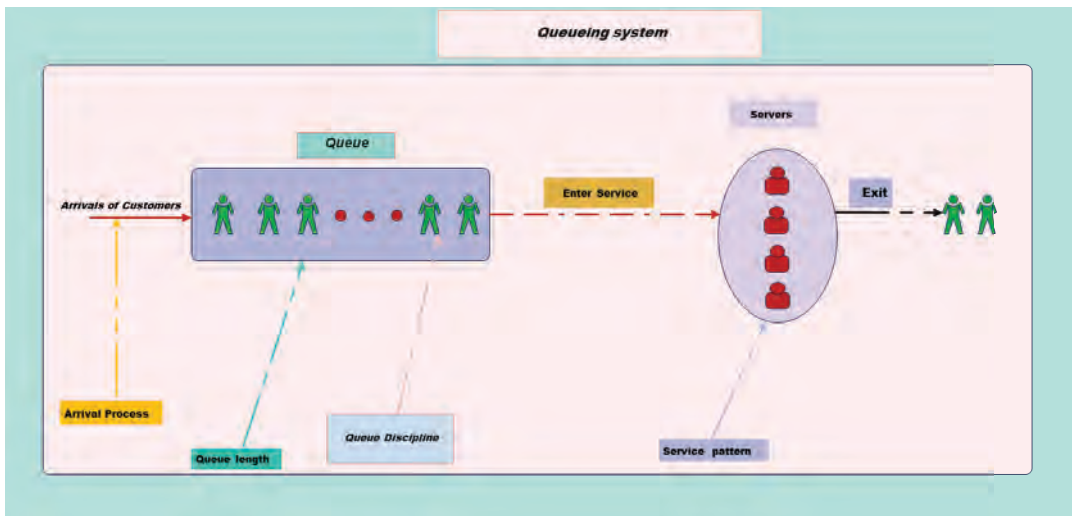 Queueing system
Servers
Queue
Arrivals of Customers
Enter Service
Exit
Arrival Process
Queue length
Queue Discipline
Service pattern